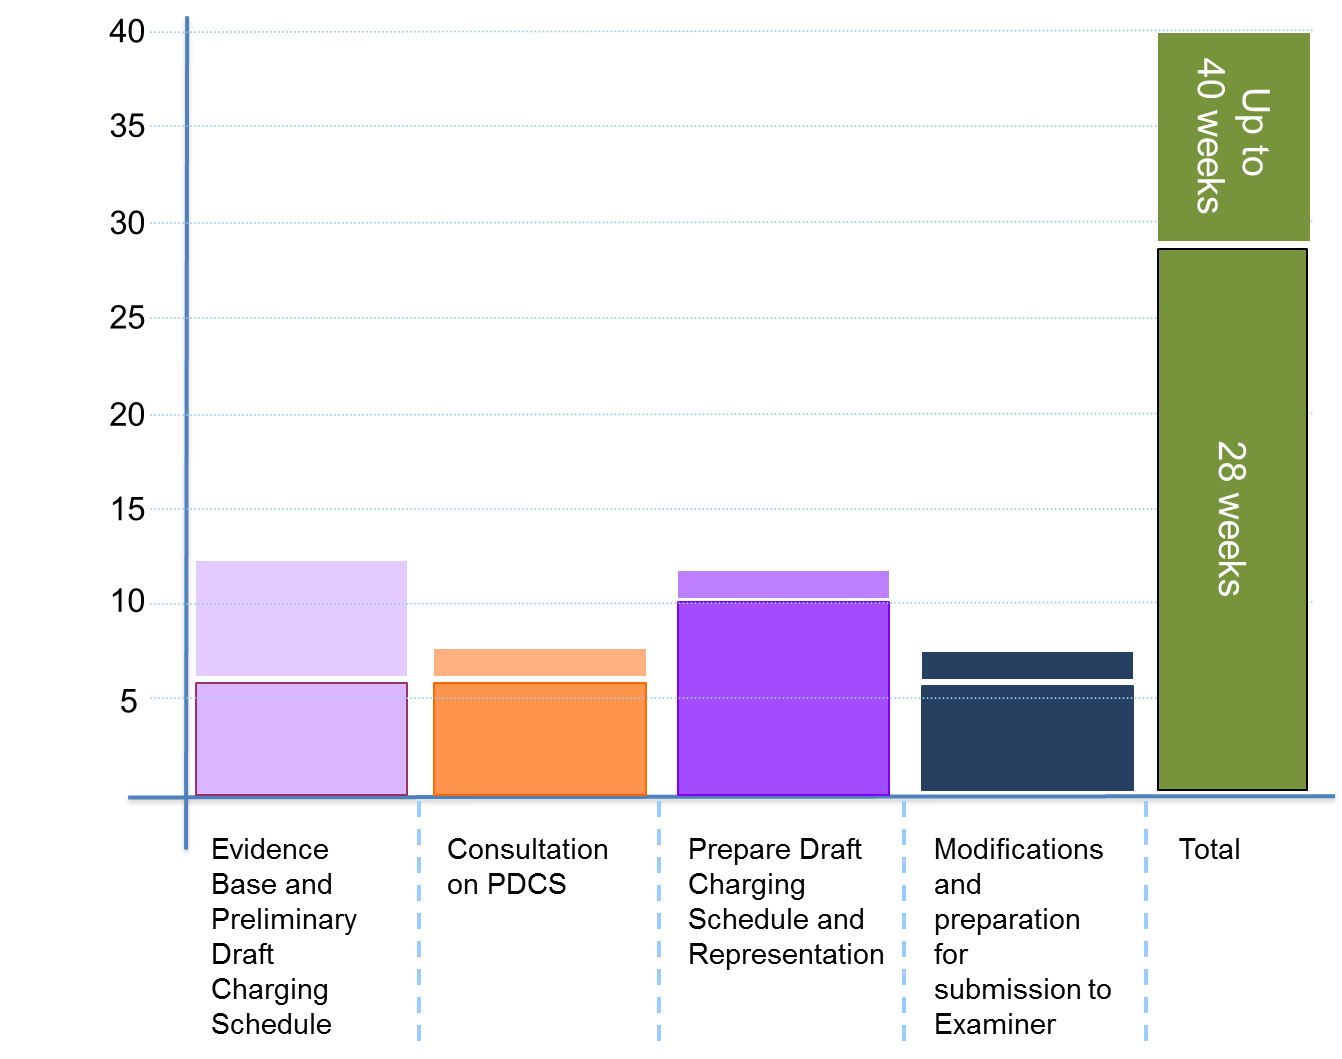 40
35
30
25
20
15
10
5
Up to
40 weeks
28 weeks
Evidence
Base and
Preliminary
Draft
Charging
Schedule
Consultation
on PDCS
Prepare Draft
Charging
Schedule and
Representation
Modifications
and
preparation
for
submission to
Examiner
Total